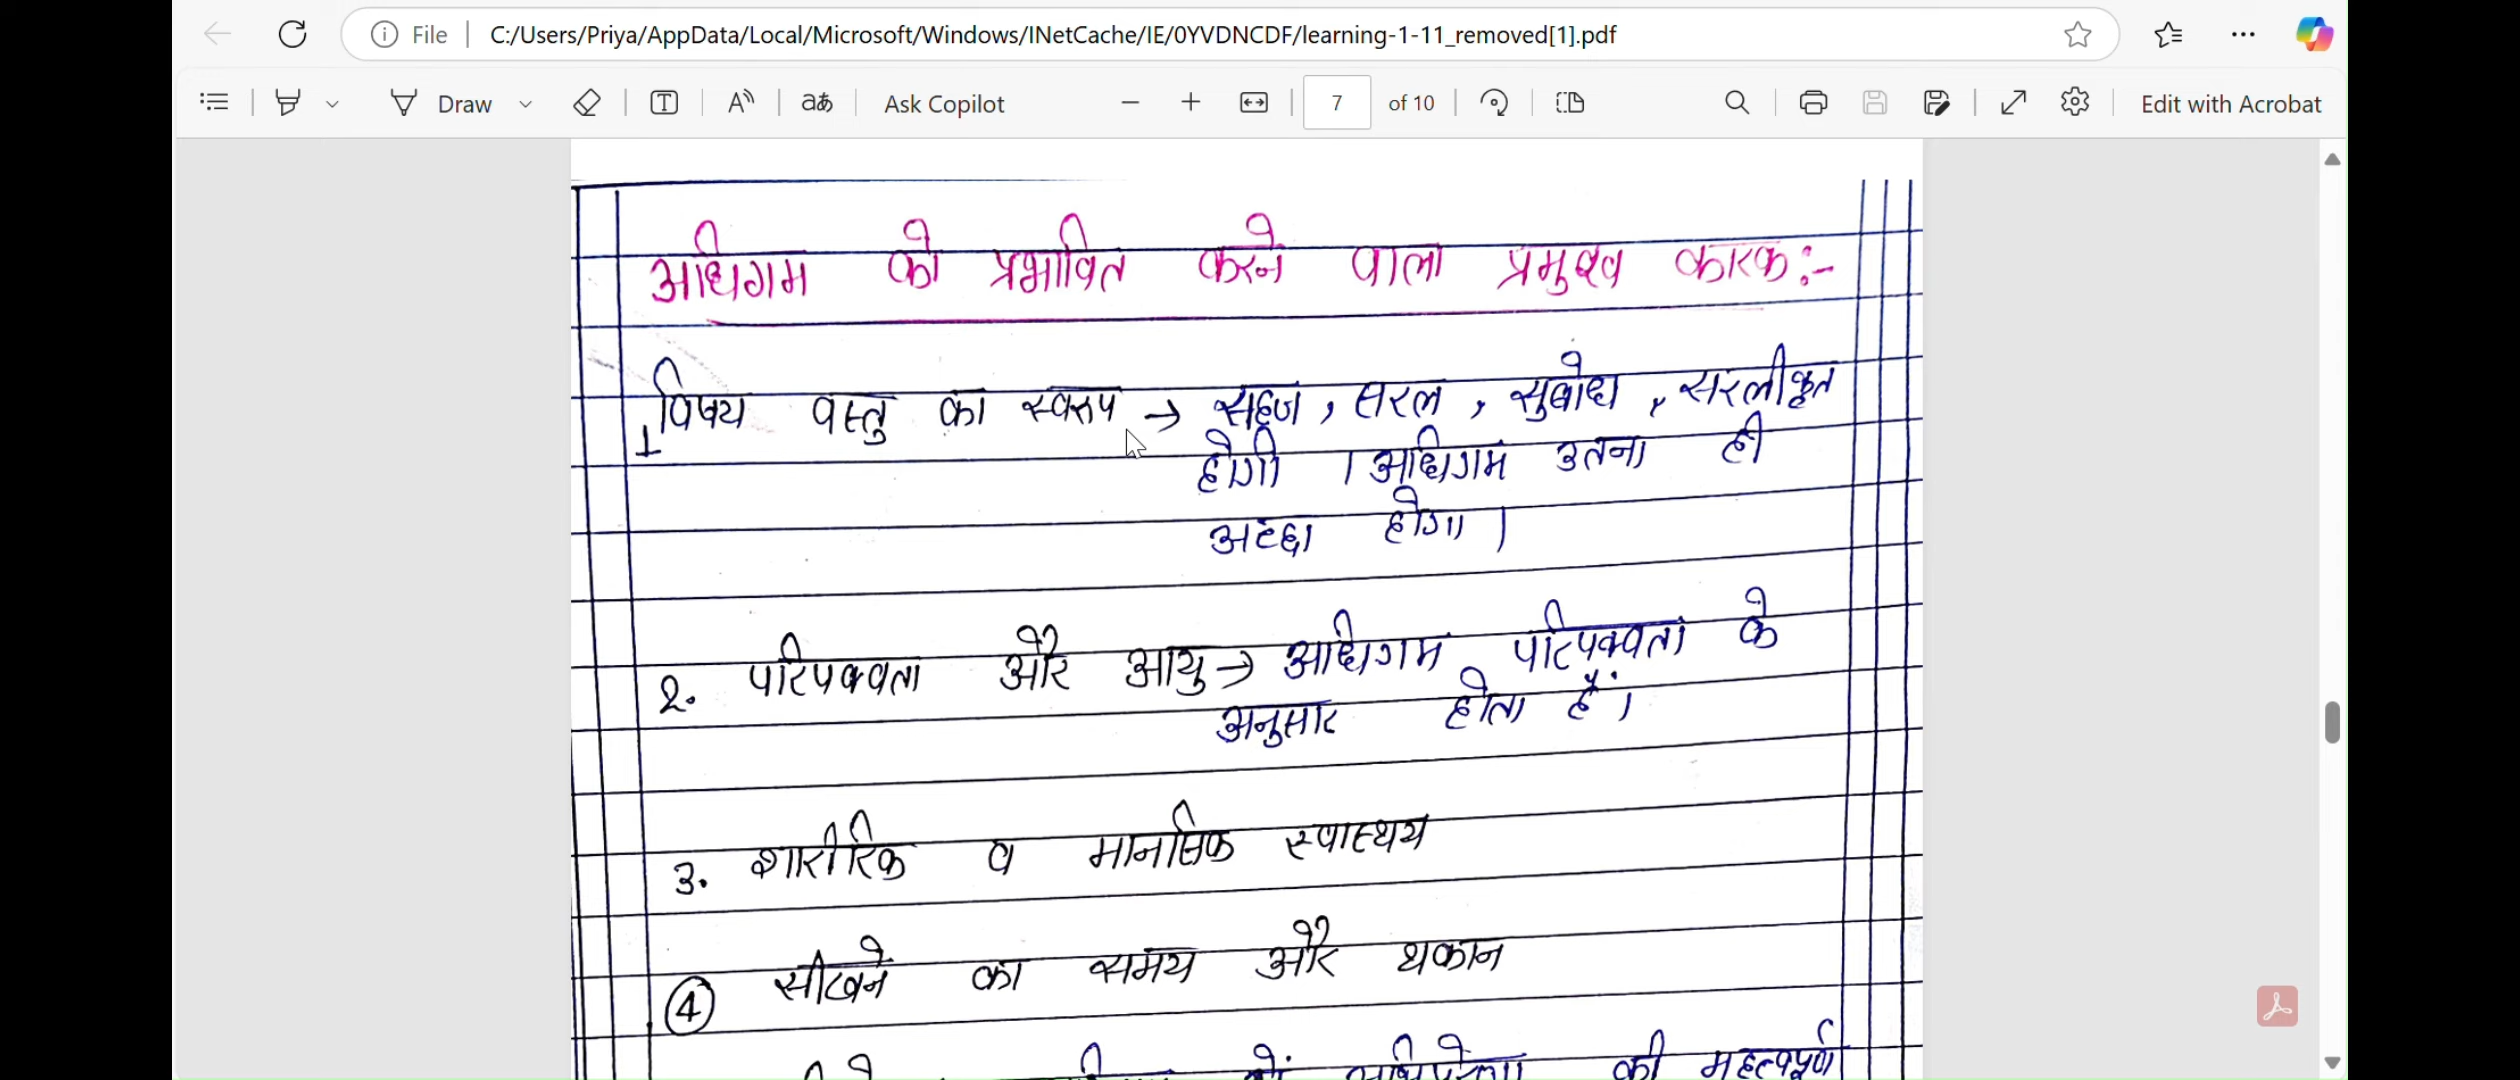 File
C:/Users/Priya/AppData/Local/Microsoft/Windows/INetCache/IE/0YVDNCDF/learning-1-11_removed[1].pdf
Draw
Ask Copilot
7 of 10
Edit with Acrobat
अधिगम को प्रभावित करने वाला प्रमुख कारक:-
1 विषय वस्तु का स्वरूप → सहज, सरल, सुबोध, सरलीकृत
होगी । अधिगम उतना ही
अच्छा होगा ।
2. परिपक्वता और आयु → अधिगम परिपक्वता के
अनुसार होता है।
3. शारीरिक व मानसिक स्वास्थय
4 सीखने का समय और थकान
की महत्वपूर्ण